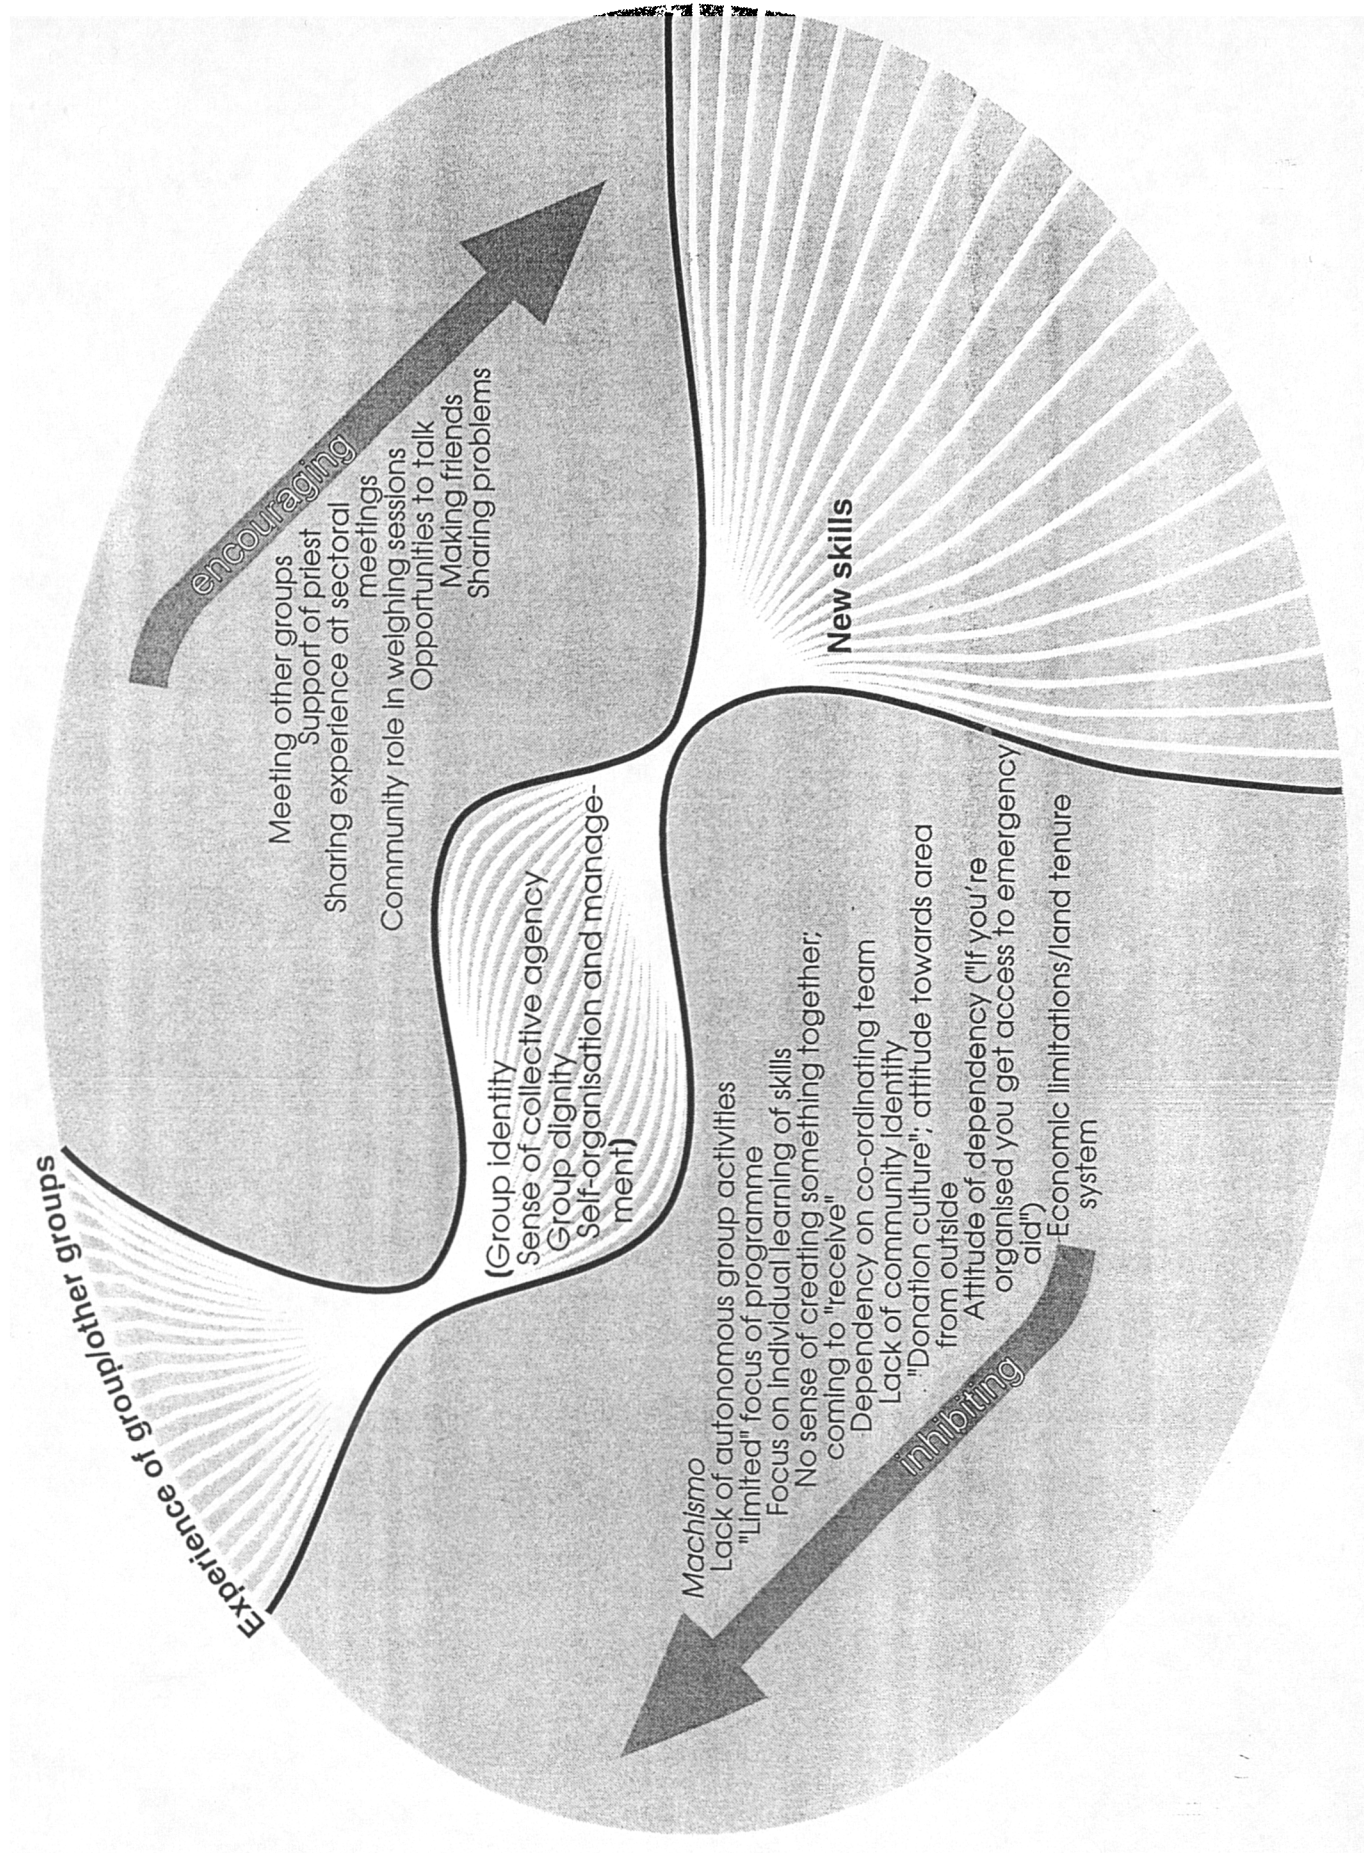 Experience of group/other groups
encouraging
Meeting other groups
Support of priest
Sharing experience at sectoral
meetings
Community role in weighing sessions
Opportunities to talk
Making friends
Sharing problems
(Group identity
Sense of collective agency
Group dignity
Self-organisation and manage-
ment)
New skills
Machismo
Lack of autonomous group activities
"Limited" focus of programme
Focus on individual learning of skills
No sense of creating something together;
coming to "receive"
Dependency on co-ordinating team
Lack of community identity
"Donation culture"; attitude towards area
from outside
Attitude of dependency ("If you're
organised you get access to emergency
aid")
Economic limitations/land tenure
system
inhibiting